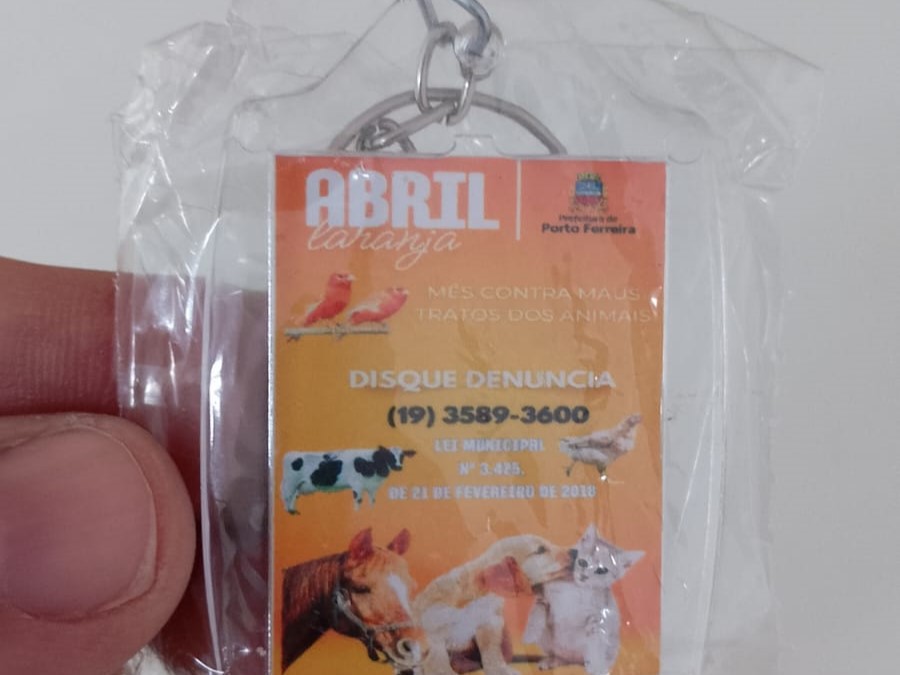 ABRIL
laranja
Prefeitura de
Porto Ferreira
MÊS CONTRA MAUS
TRATOS DOS ANIMAIS
DISQUE DENUNCIA
(19) 3589-3600
LEI MUNICIPAL
Nº 3.425,
DE 21 DE FEVEREIRO DE 2018